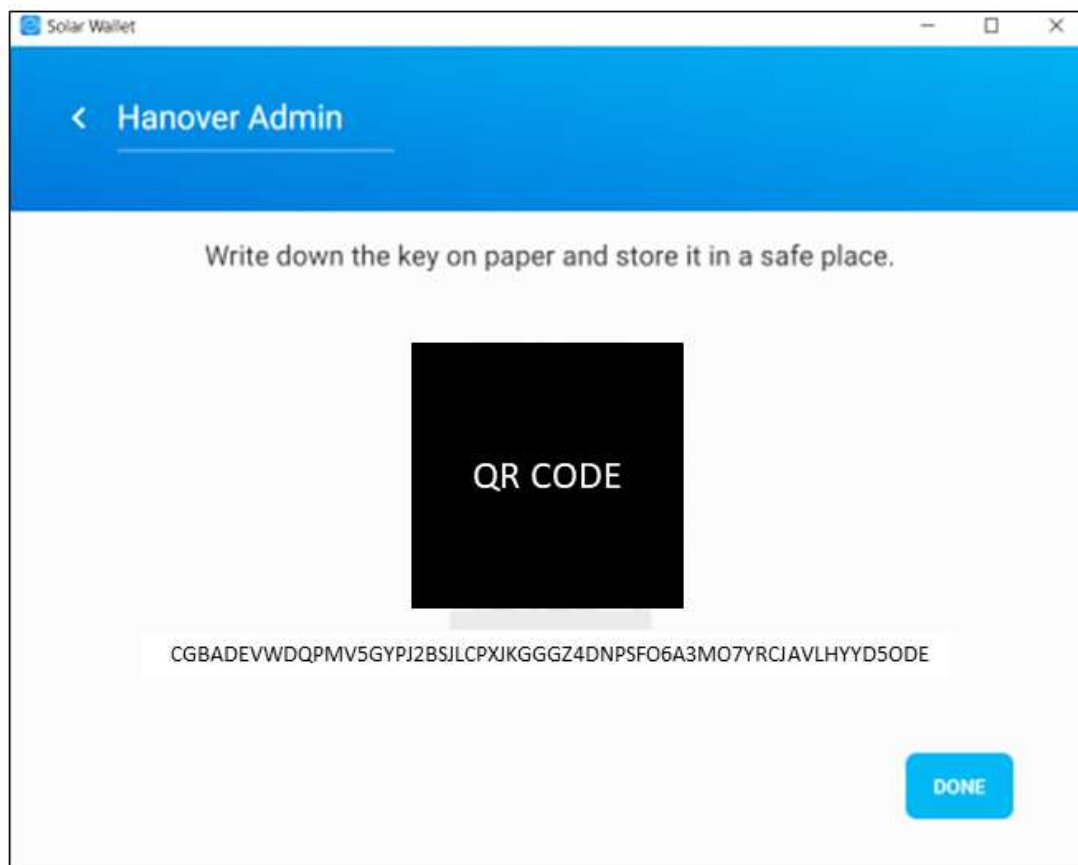 Solar Wallet
Hanover Admin
Write down the key on paper and store it in a safe place.
QR CODE
CGBADEVWDQPMV5GYPJ2BSJLCPXJKGGGZ4DNPSFO6A3MO7YRCJAVLHYYD5ODE
DONE